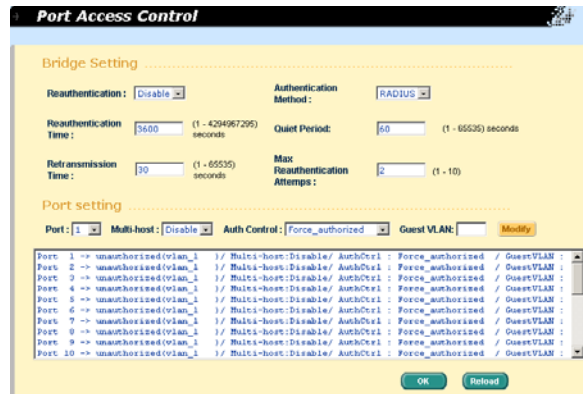 Port Access Control
Bridge Setting
Reauthentication : Disable
Authentication Method : RADIUS
Reauthentication Time : 3600 (1 - 4294967295) seconds
Quiet Period: 60 (1 - 65535) seconds
Retransmission Time : 30 (1 - 65535) seconds
Max Reauthentication Attemps : 2 (1 - 10)
Port setting
Port : 1 Multi-host : Disable Auth Control : Force_authorized Guest VLAN: Modify
Port 1 -> unauthorized(vlan_1 )/ Multi-host:Disable/ AuthCtrl : Force_authorized / GuestVLAN :
Port 2 -> unauthorized(vlan_1 )/ Multi-host:Disable/ AuthCtrl : Force_authorized / GuestVLAN :
Port 3 -> unauthorized(vlan_1 )/ Multi-host:Disable/ AuthCtrl : Force_authorized / GuestVLAN :
Port 4 -> unauthorized(vlan_1 )/ Multi-host:Disable/ AuthCtrl : Force_authorized / GuestVLAN :
Port 5 -> unauthorized(vlan_1 )/ Multi-host:Disable/ AuthCtrl : Force_authorized / GuestVLAN :
Port 6 -> unauthorized(vlan_1 )/ Multi-host:Disable/ AuthCtrl : Force_authorized / GuestVLAN :
Port 7 -> unauthorized(vlan_1 )/ Multi-host:Disable/ AuthCtrl : Force_authorized / GuestVLAN :
Port 8 -> unauthorized(vlan_1 )/ Multi-host:Disable/ AuthCtrl : Force_authorized / GuestVLAN :
Port 9 -> unauthorized(vlan_1 )/ Multi-host:Disable/ AuthCtrl : Force_authorized / GuestVLAN :
Port 10 -> unauthorized(vlan_1 )/ Multi-host:Disable/ AuthCtrl : Force_authorized / GuestVLAN :
OK Reload